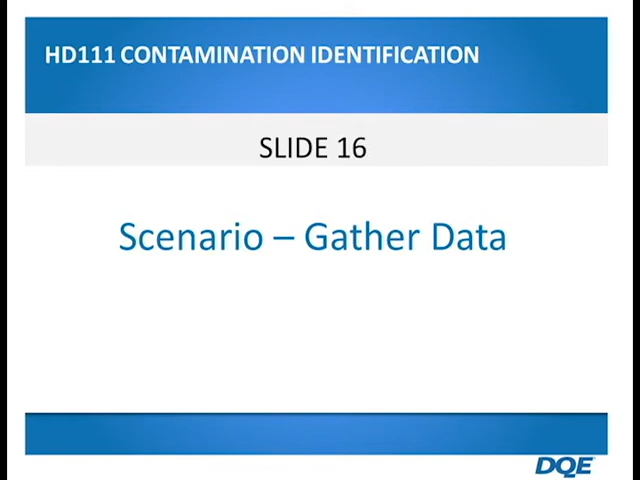 HD111 CONTAMINATION IDENTIFICATION
SLIDE 16
Scenario – Gather Data
DQE